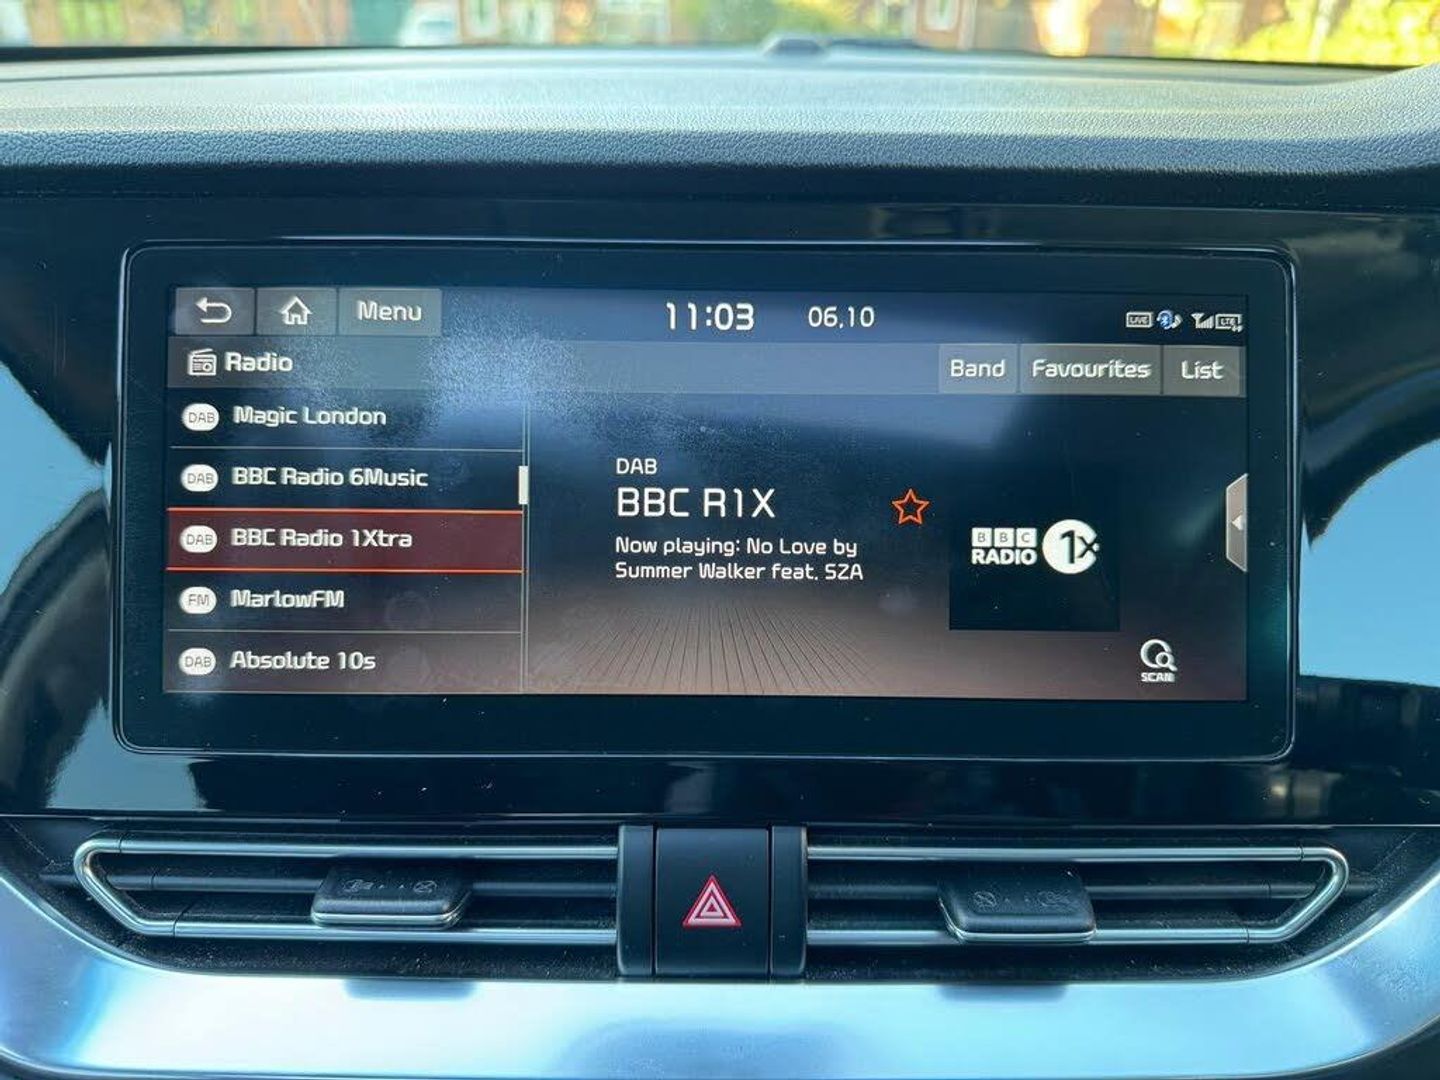 Menu
11:03 06.10
LIVE LTE
Radio
Band Favourites List
DAB Magic London
DAB BBC Radio 6Music
DAB BBC Radio 1Xtra
FM MarlowFM
DAB Absolute 10s
DAB
BBC R1X
Now playing: No Love by
Summer Walker feat. SZA
BBC
RADIO 1x
SCAN